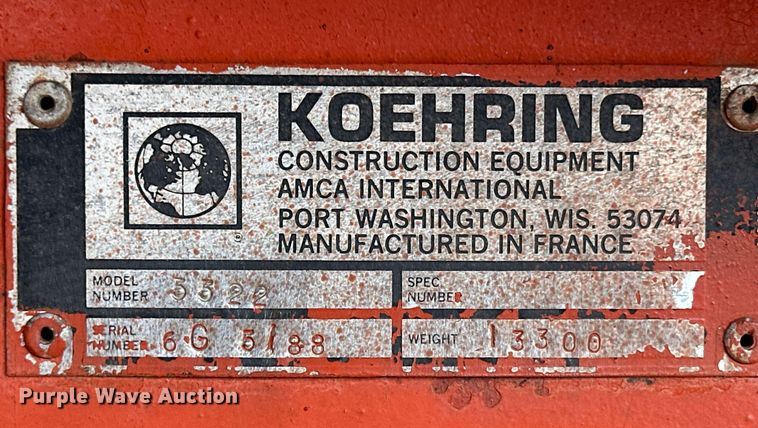 KOEHRING
CONSTRUCTION EQUIPMENT
AMCA INTERNATIONAL
PORT WASHINGTON, WIS. 53074
MANUFACTURED IN FRANCE
MODEL NUMBER 5522
SPEC NUMBER
SERIAL NUMBER 6G 5188
WEIGHT 13300
Purple Wave Auction